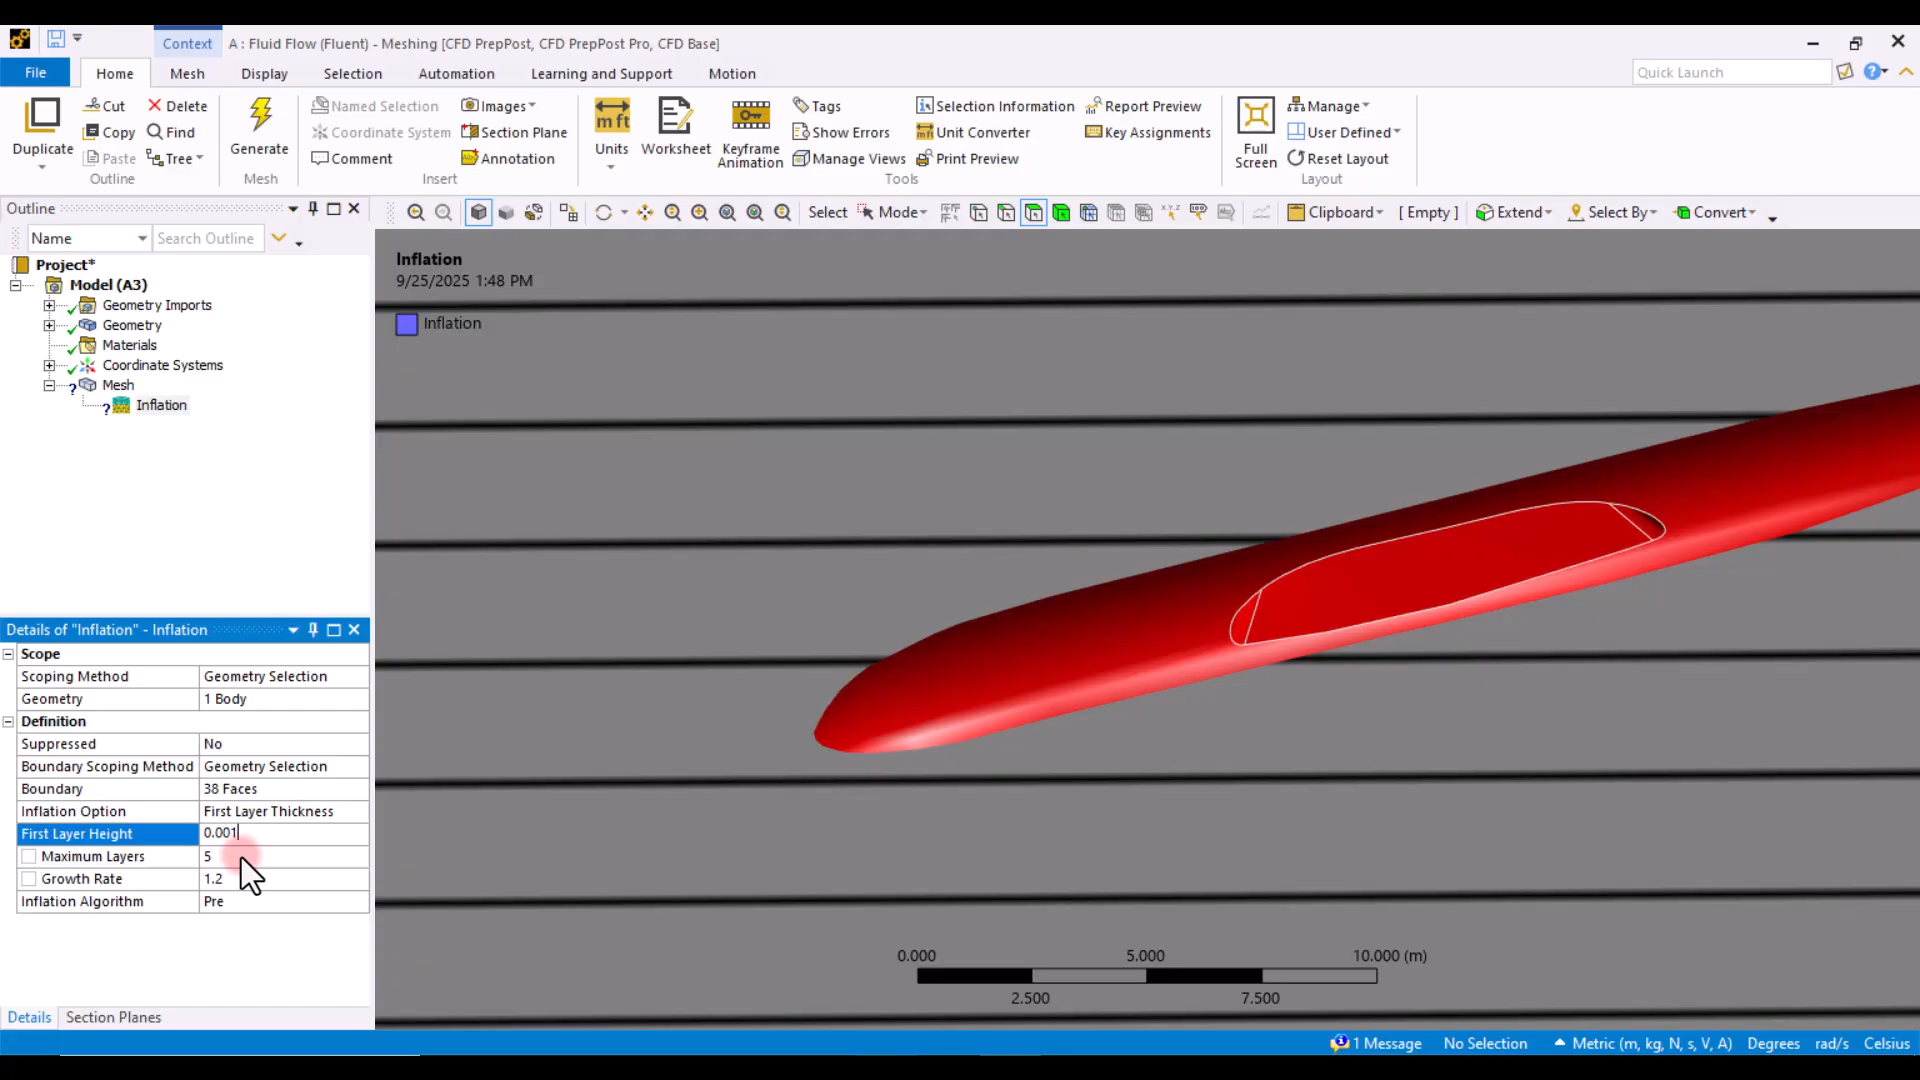 Context
A : Fluid Flow (Fluent) - Meshing [CFD PrepPost, CFD PrepPost Pro, CFD Base]
File
Home
Mesh
Display
Selection
Automation
Learning and Support
Motion
Quick Launch
Duplicate
Cut
Delete
Copy
Find
Paste
Tree
Outline
Generate
Mesh
Named Selection
Images
Coordinate System
Section Plane
Comment
Annotation
Insert
m ft
Units
Worksheet
Keyframe
Animation
Tags
Show Errors
Manage Views
Selection Information
Unit Converter
Print Preview
Report Preview
Key Assignments
Tools
Full
Screen
Manage
User Defined
Reset Layout
Layout
Outline
Select
Mode
Clipboard
[ Empty ]
Extend
Select By
Convert
Name
Search Outline
Project*
Model (A3)
Geometry Imports
Geometry
Materials
Coordinate Systems
Mesh
Inflation
Inflation
9/25/2025 1:48 PM
Inflation
Details of "Inflation" - Inflation
Scope
Scoping Method Geometry Selection
Geometry 1 Body
Definition
Suppressed No
Boundary Scoping Method Geometry Selection
Boundary 38 Faces
Inflation Option First Layer Thickness
First Layer Height 0.001
Maximum Layers 5
Growth Rate 1.2
Inflation Algorithm Pre
0.000 5.000 10.000 (m)
2.500 7.500
Details
Section Planes
1 Message
No Selection
Metric (m, kg, N, s, V, A)
Degrees
rad/s
Celsius